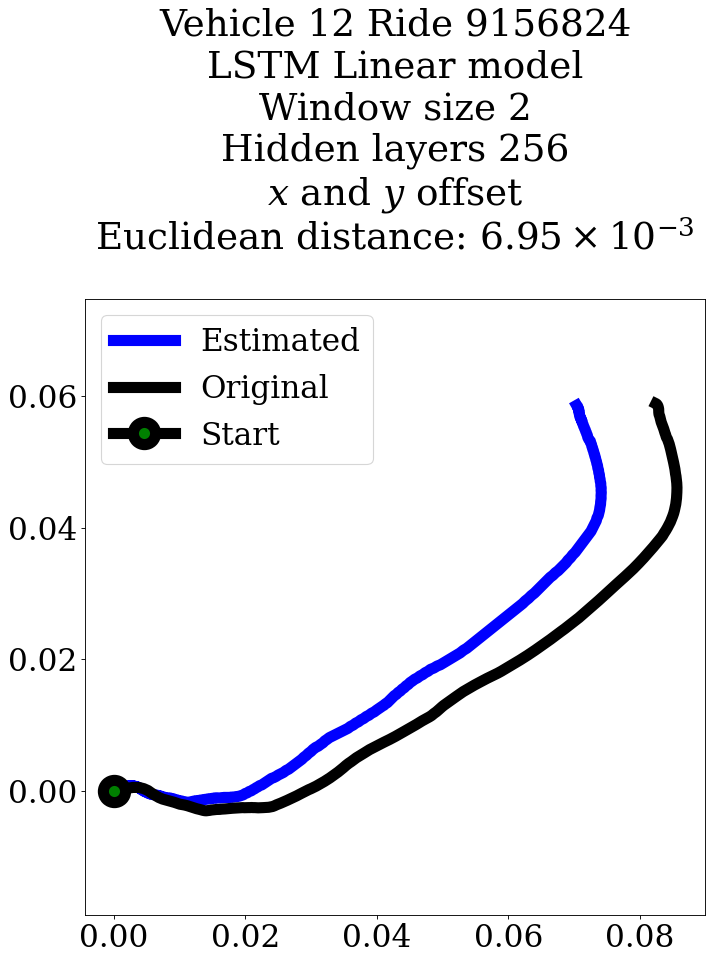 Vehicle 12 Ride 9156824
LSTM Linear model
Window size 2
Hidden layers 256
x and y offset
Euclidean distance: 6.95 × 10⁻³
Estimated
Original
Start
0.06
0.04
0.02
0.00
0.00 0.02 0.04 0.06 0.08